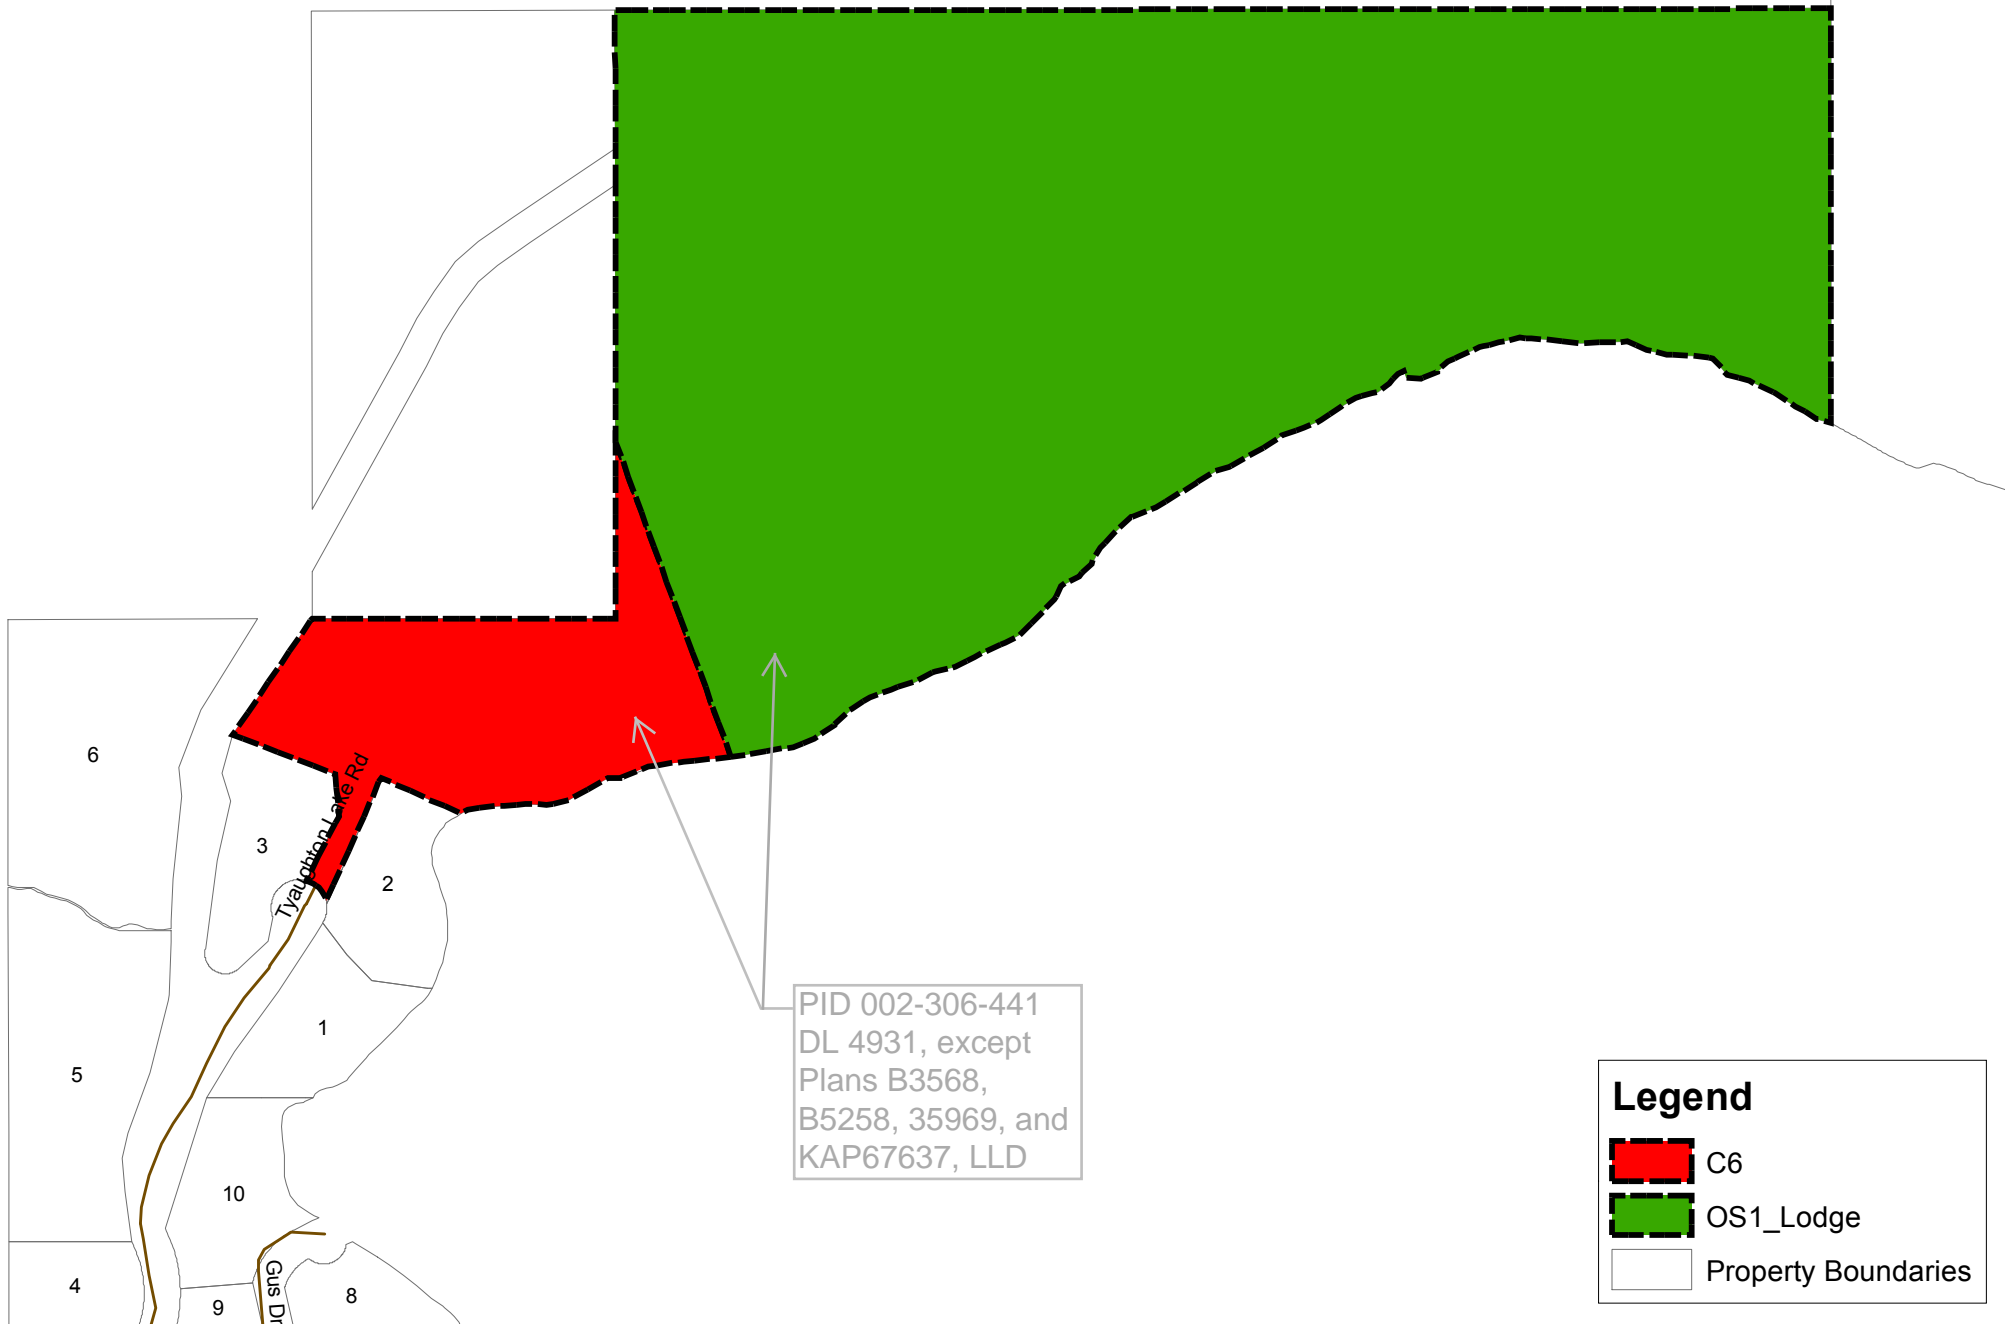 6
3
Tyaughton Lake Rd
2
1
5
10
4
9
Gus Dr
8
PID 002-306-441
DL 4931, except
Plans B3568,
B5258, 35969, and
KAP67637, LLD
Legend
C6
OS1_Lodge
Property Boundaries